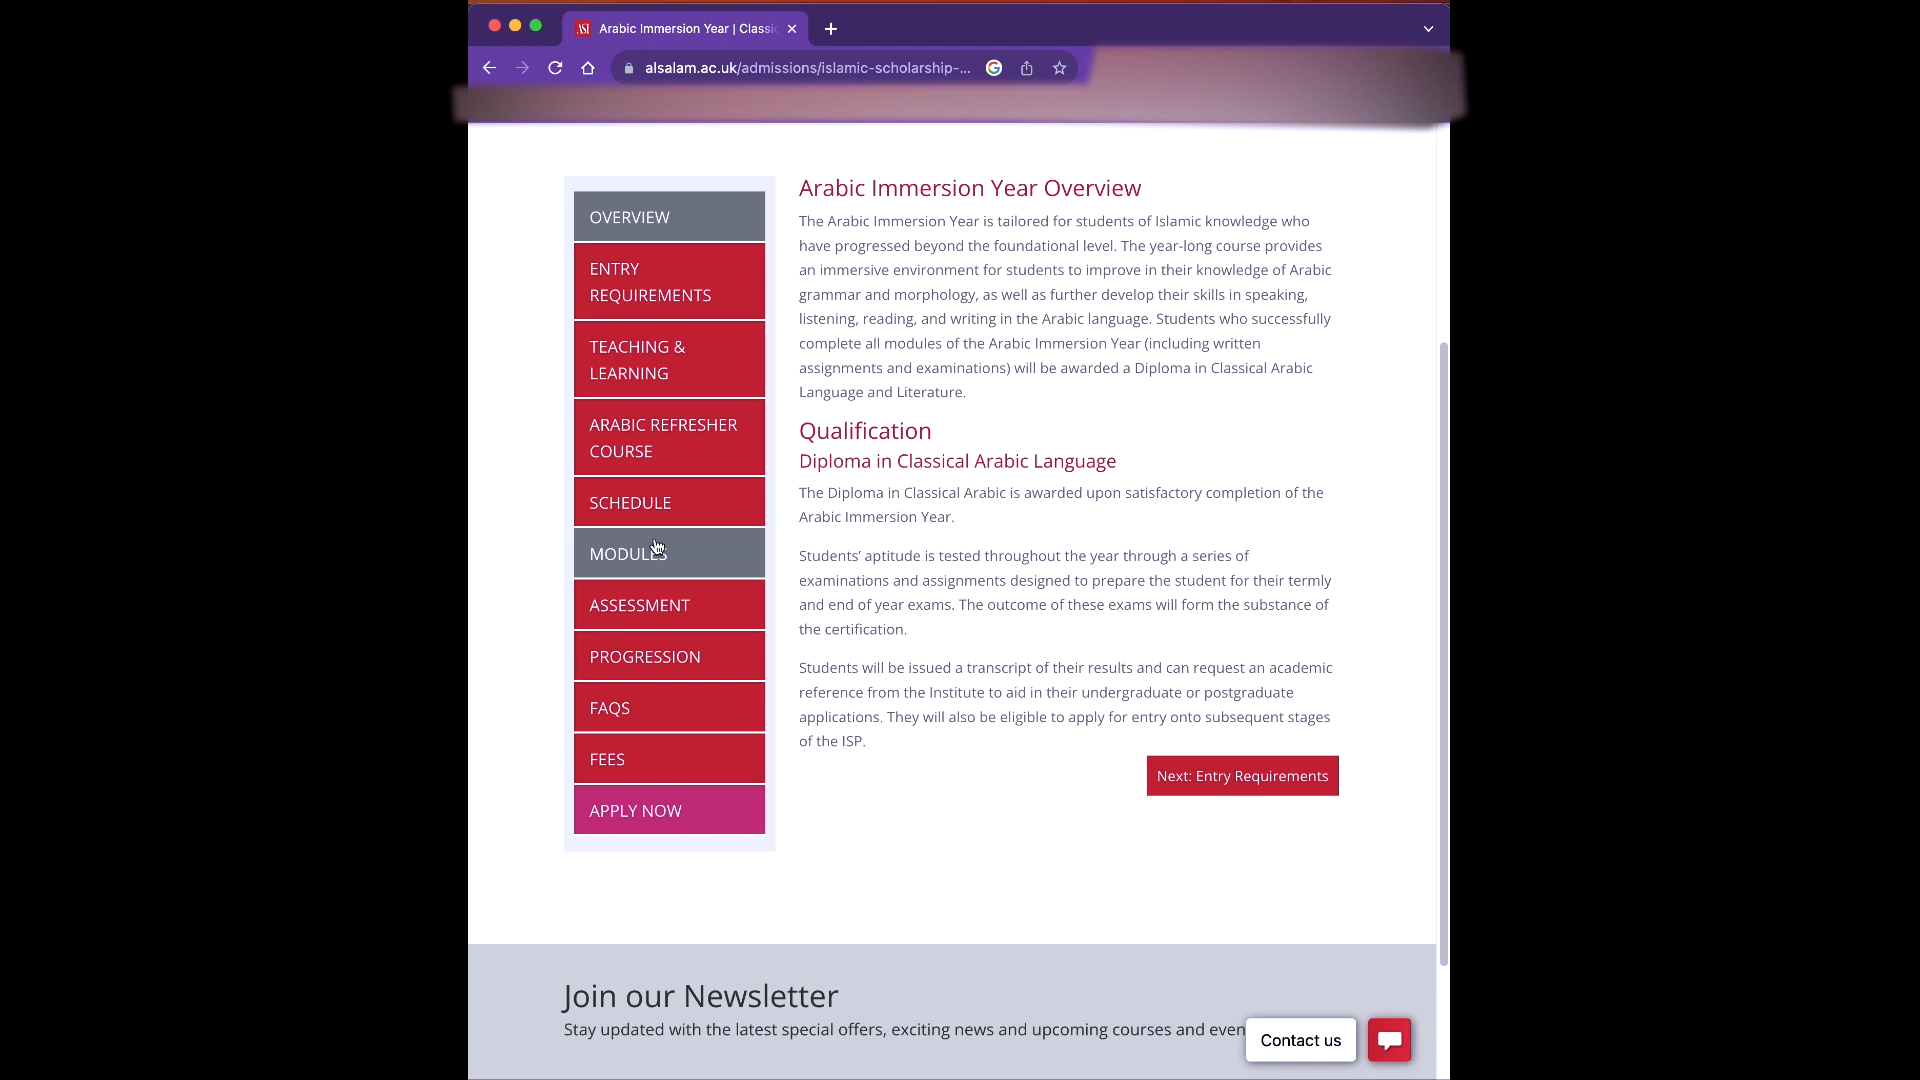 Arabic Immersion Year | Classic
alsalam.ac.uk/admissions/islamic-scholarship-...
OVERVIEW
ENTRY
REQUIREMENTS
TEACHING &
LEARNING
ARABIC REFRESHER
COURSE
SCHEDULE
MODULES
ASSESSMENT
PROGRESSION
FAQS
FEES
APPLY NOW
Arabic Immersion Year Overview
The Arabic Immersion Year is tailored for students of Islamic knowledge who
have progressed beyond the foundational level. The year-long course provides
an immersive environment for students to improve in their knowledge of Arabic
grammar and morphology, as well as further develop their skills in speaking,
listening, reading, and writing in the Arabic language. Students who successfully
complete all modules of the Arabic Immersion Year (including written
assignments and examinations) will be awarded a Diploma in Classical Arabic
Language and Literature.
Qualification
Diploma in Classical Arabic Language
The Diploma in Classical Arabic is awarded upon satisfactory completion of the
Arabic Immersion Year.
Students’ aptitude is tested throughout the year through a series of
examinations and assignments designed to prepare the student for their termly
and end of year exams. The outcome of these exams will form the substance of
the certification.
Students will be issued a transcript of their results and can request an academic
reference from the Institute to aid in their undergraduate or postgraduate
applications. They will also be eligible to apply for entry onto subsequent stages
of the ISP.
Next: Entry Requirements
Join our Newsletter
Stay updated with the latest special offers, exciting news and upcoming courses and even
Contact us